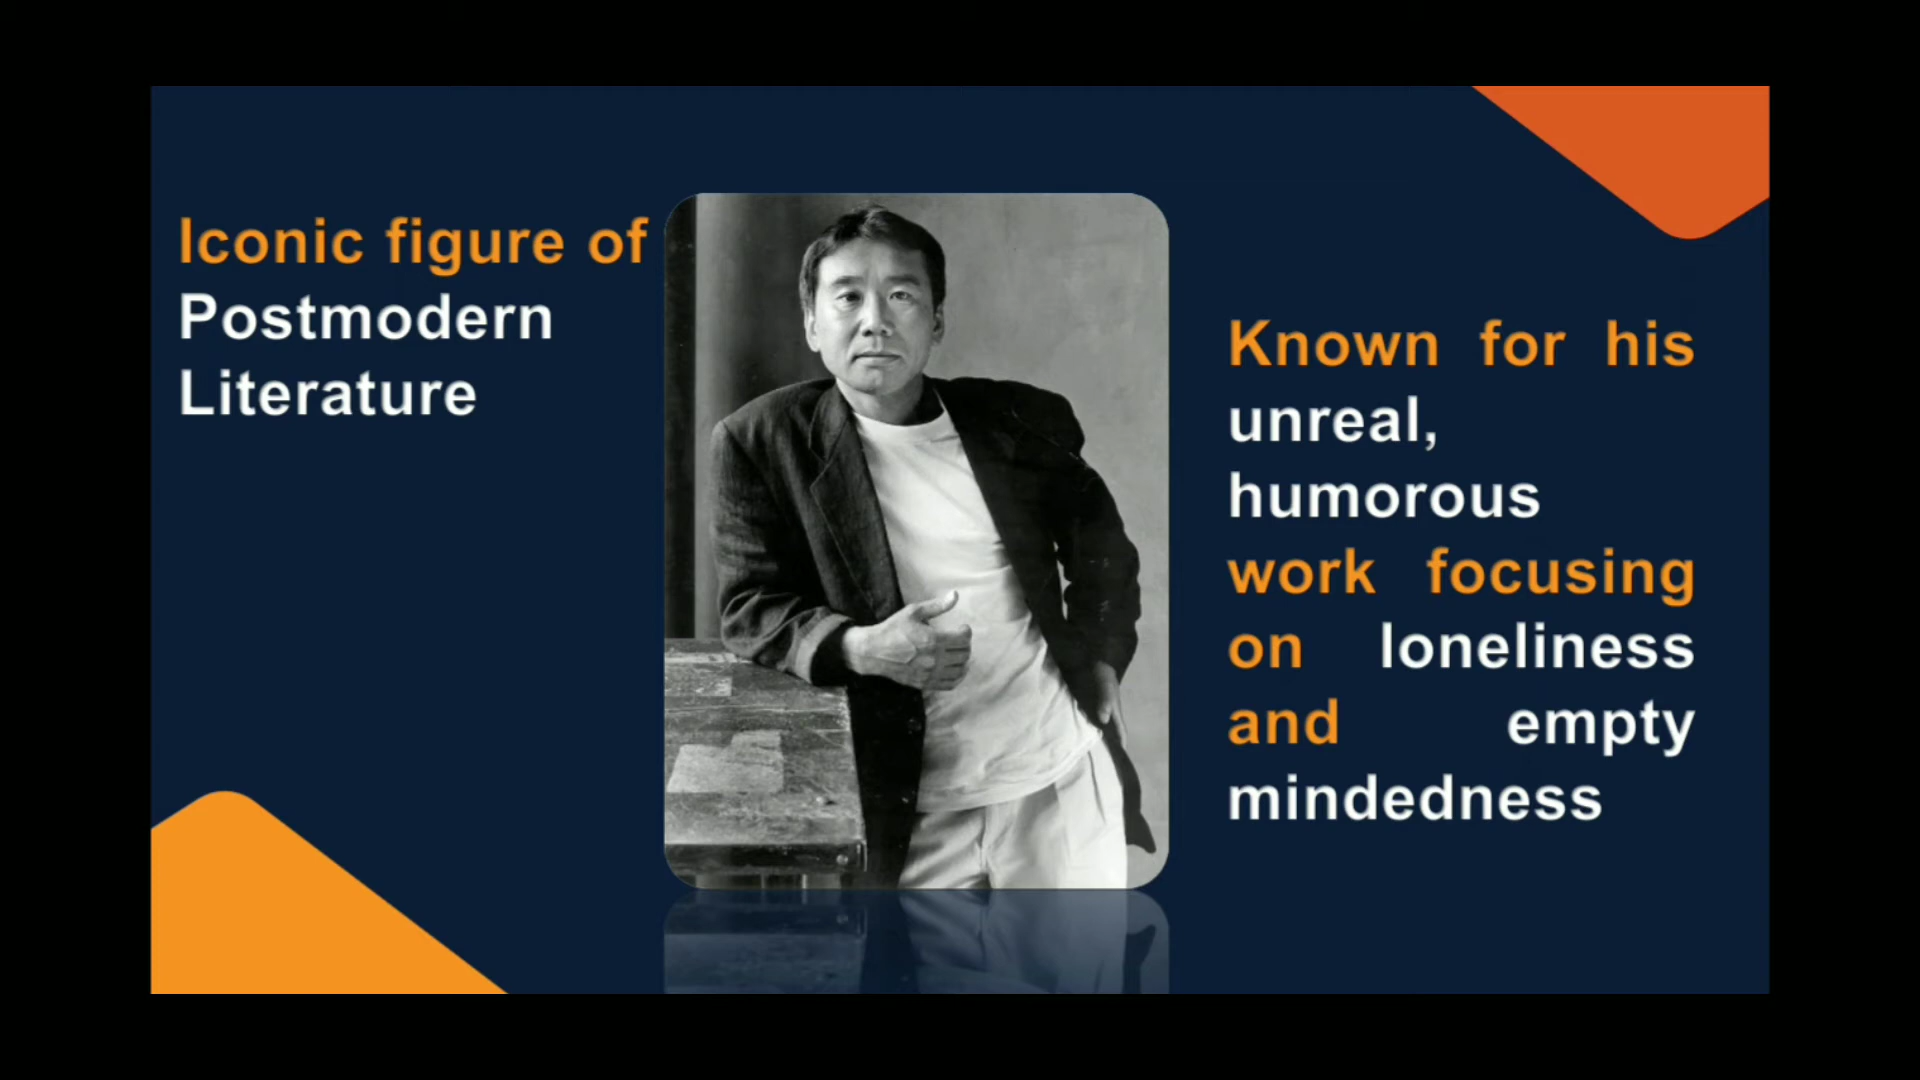 Iconic figure of
Postmodern
Literature
Known for his
unreal,
humorous
work focusing
on loneliness
and empty
mindedness